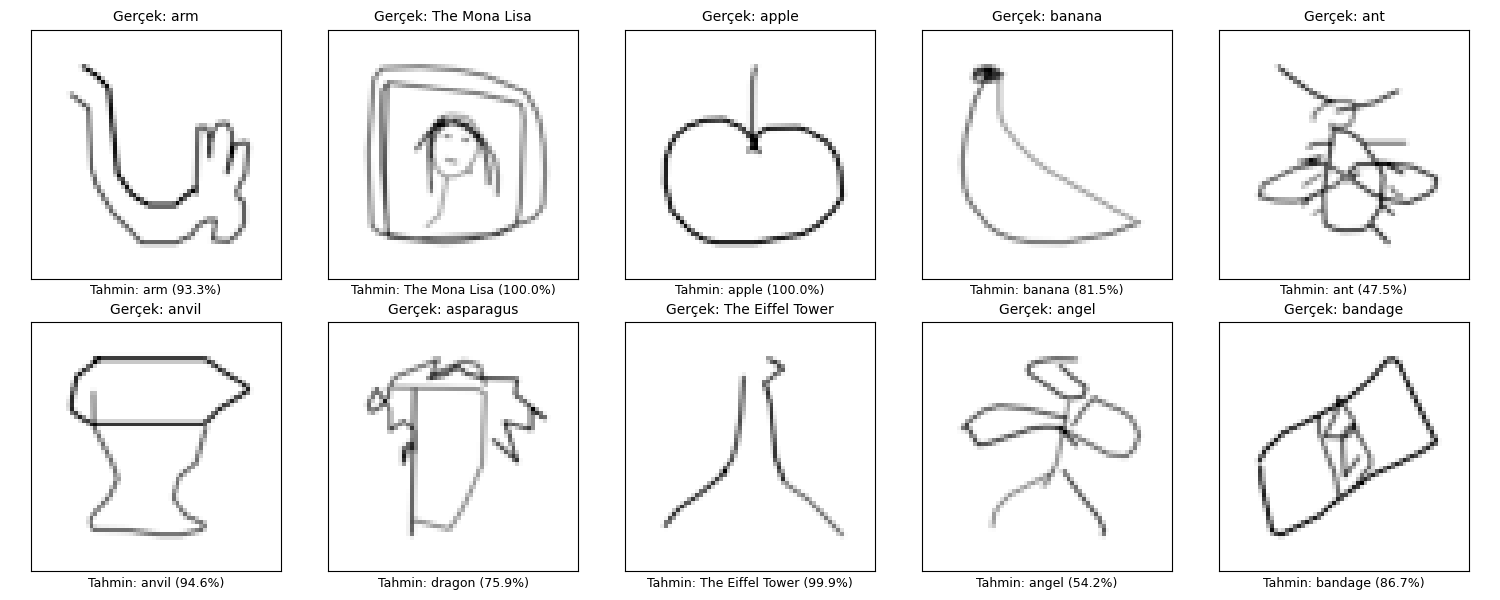 Gerçek: arm
Gerçek: The Mona Lisa
Gerçek: apple
Gerçek: banana
Gerçek: ant
Tahmin: arm (93.3%)
Tahmin: The Mona Lisa (100.0%)
Tahmin: apple (100.0%)
Tahmin: banana (81.5%)
Tahmin: ant (47.5%)
Gerçek: anvil
Gerçek: asparagus
Gerçek: The Eiffel Tower
Gerçek: angel
Gerçek: bandage
Tahmin: anvil (94.6%)
Tahmin: dragon (75.9%)
Tahmin: The Eiffel Tower (99.9%)
Tahmin: angel (54.2%)
Tahmin: bandage (86.7%)